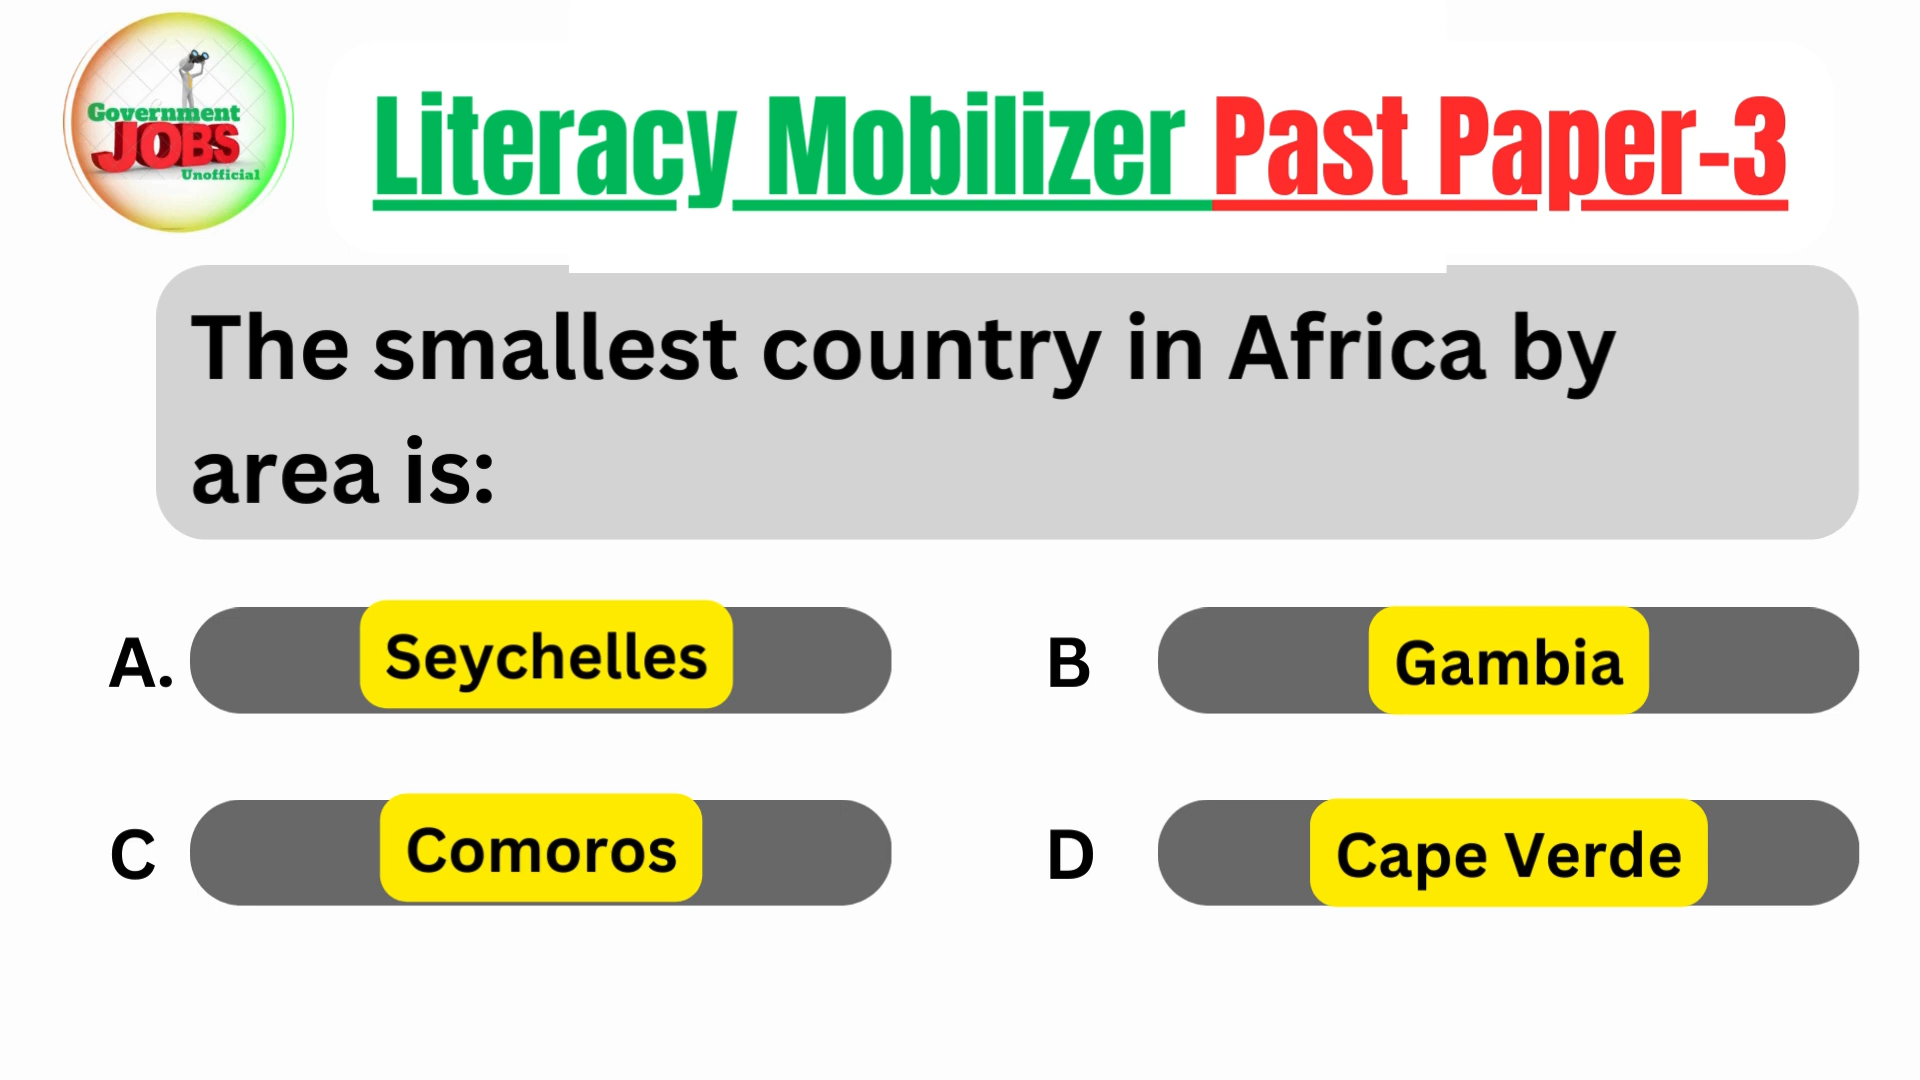 Government
JOBS
Unofficial
Literacy Mobilizer Past Paper-3
The smallest country in Africa by
area is:
A. Seychelles
B Gambia
C Comoros
D Cape Verde